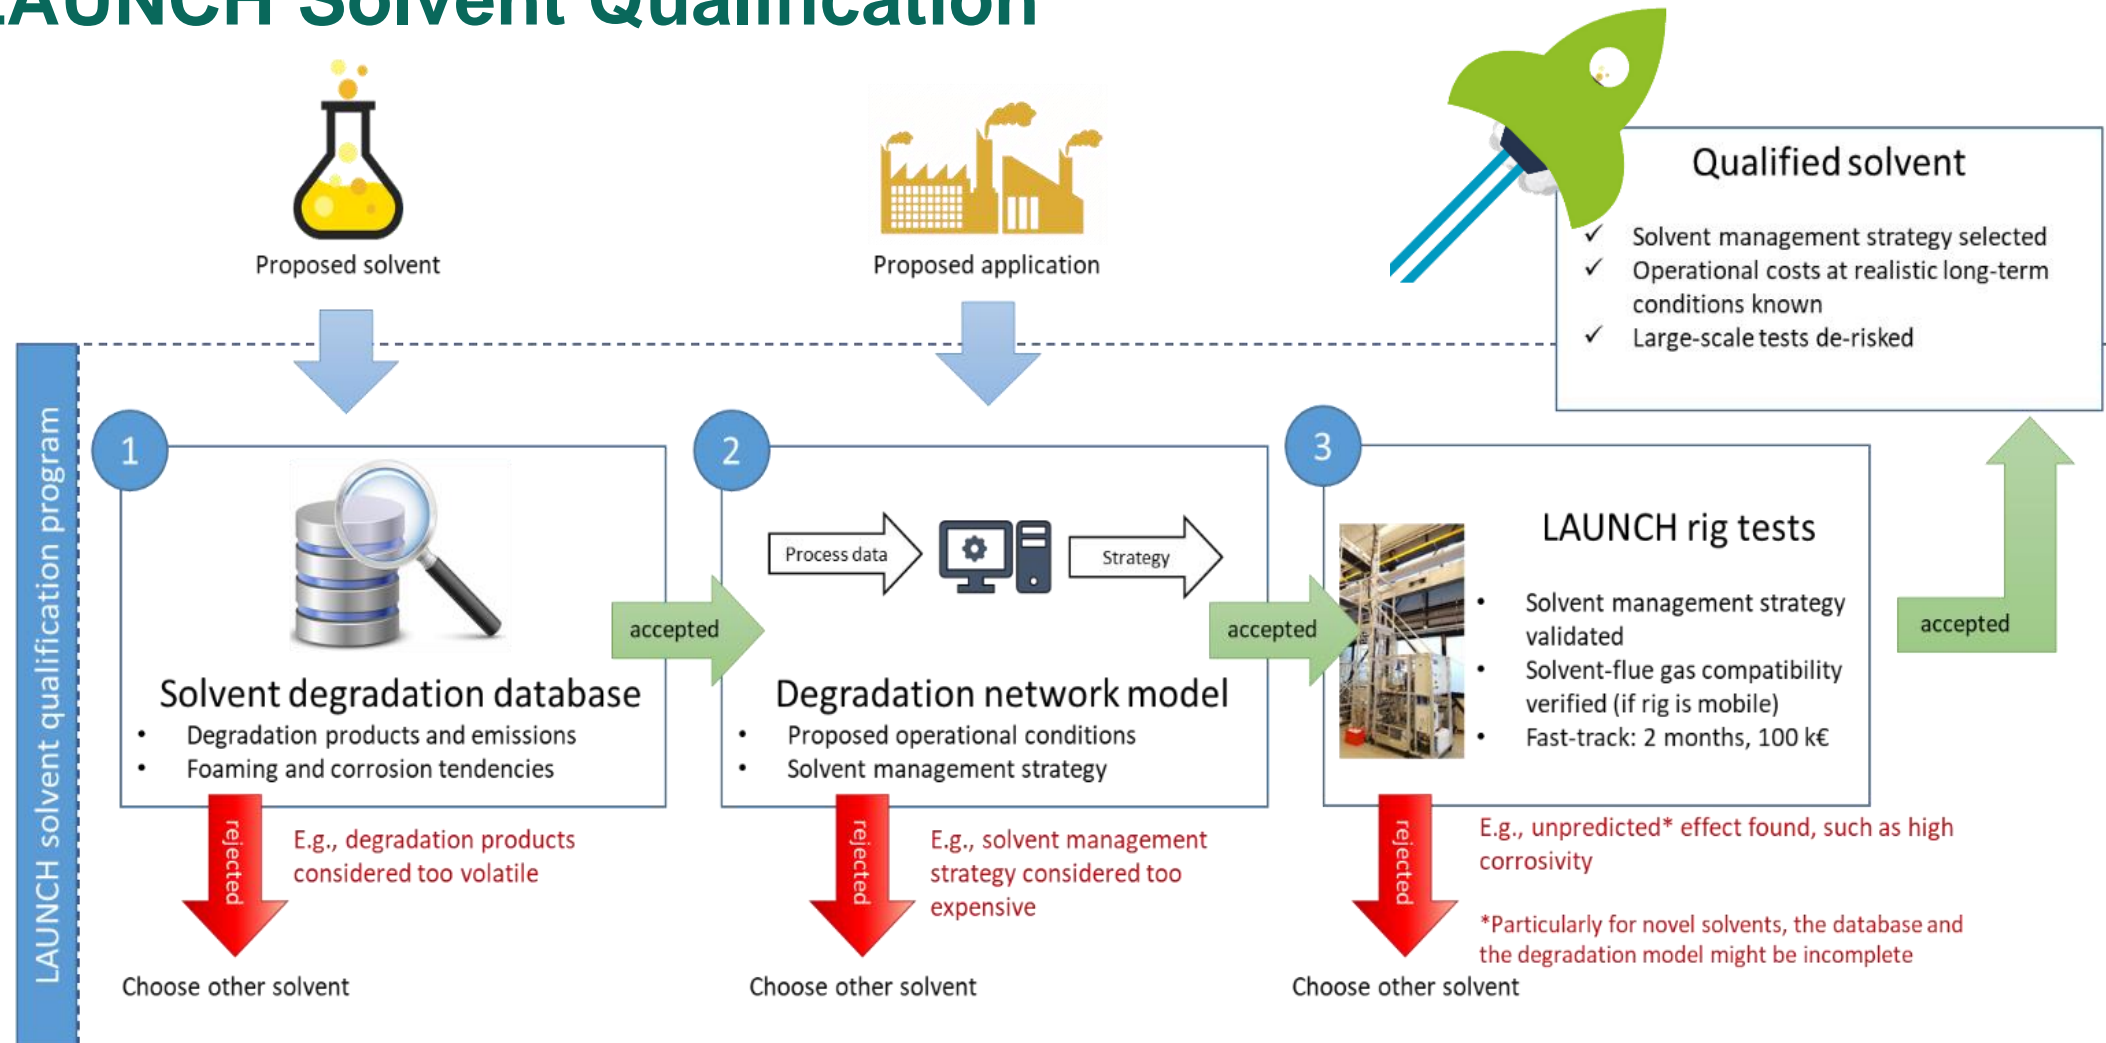 LAUNCH Solvent Qualification
Proposed solvent
Proposed application
Qualified solvent
✓ Solvent management strategy selected
✓ Operational costs at realistic long-term
conditions known
✓ Large-scale tests de-risked
LAUNCH solvent qualification program
1
Solvent degradation database
• Degradation products and emissions
• Foaming and corrosion tendencies
accepted
rejected
E.g., degradation products
considered too volatile
Choose other solvent
2
Process data
Strategy
Degradation network model
• Proposed operational conditions
• Solvent management strategy
accepted
rejected
E.g., solvent management
strategy considered too
expensive
Choose other solvent
3
LAUNCH rig tests
• Solvent management strategy
validated
• Solvent-flue gas compatibility
verified (if rig is mobile)
• Fast-track: 2 months, 100 k€
accepted
rejected
E.g., unpredicted* effect found, such as high
corrosivity
*Particularly for novel solvents, the database and
the degradation model might be incomplete
Choose other solvent